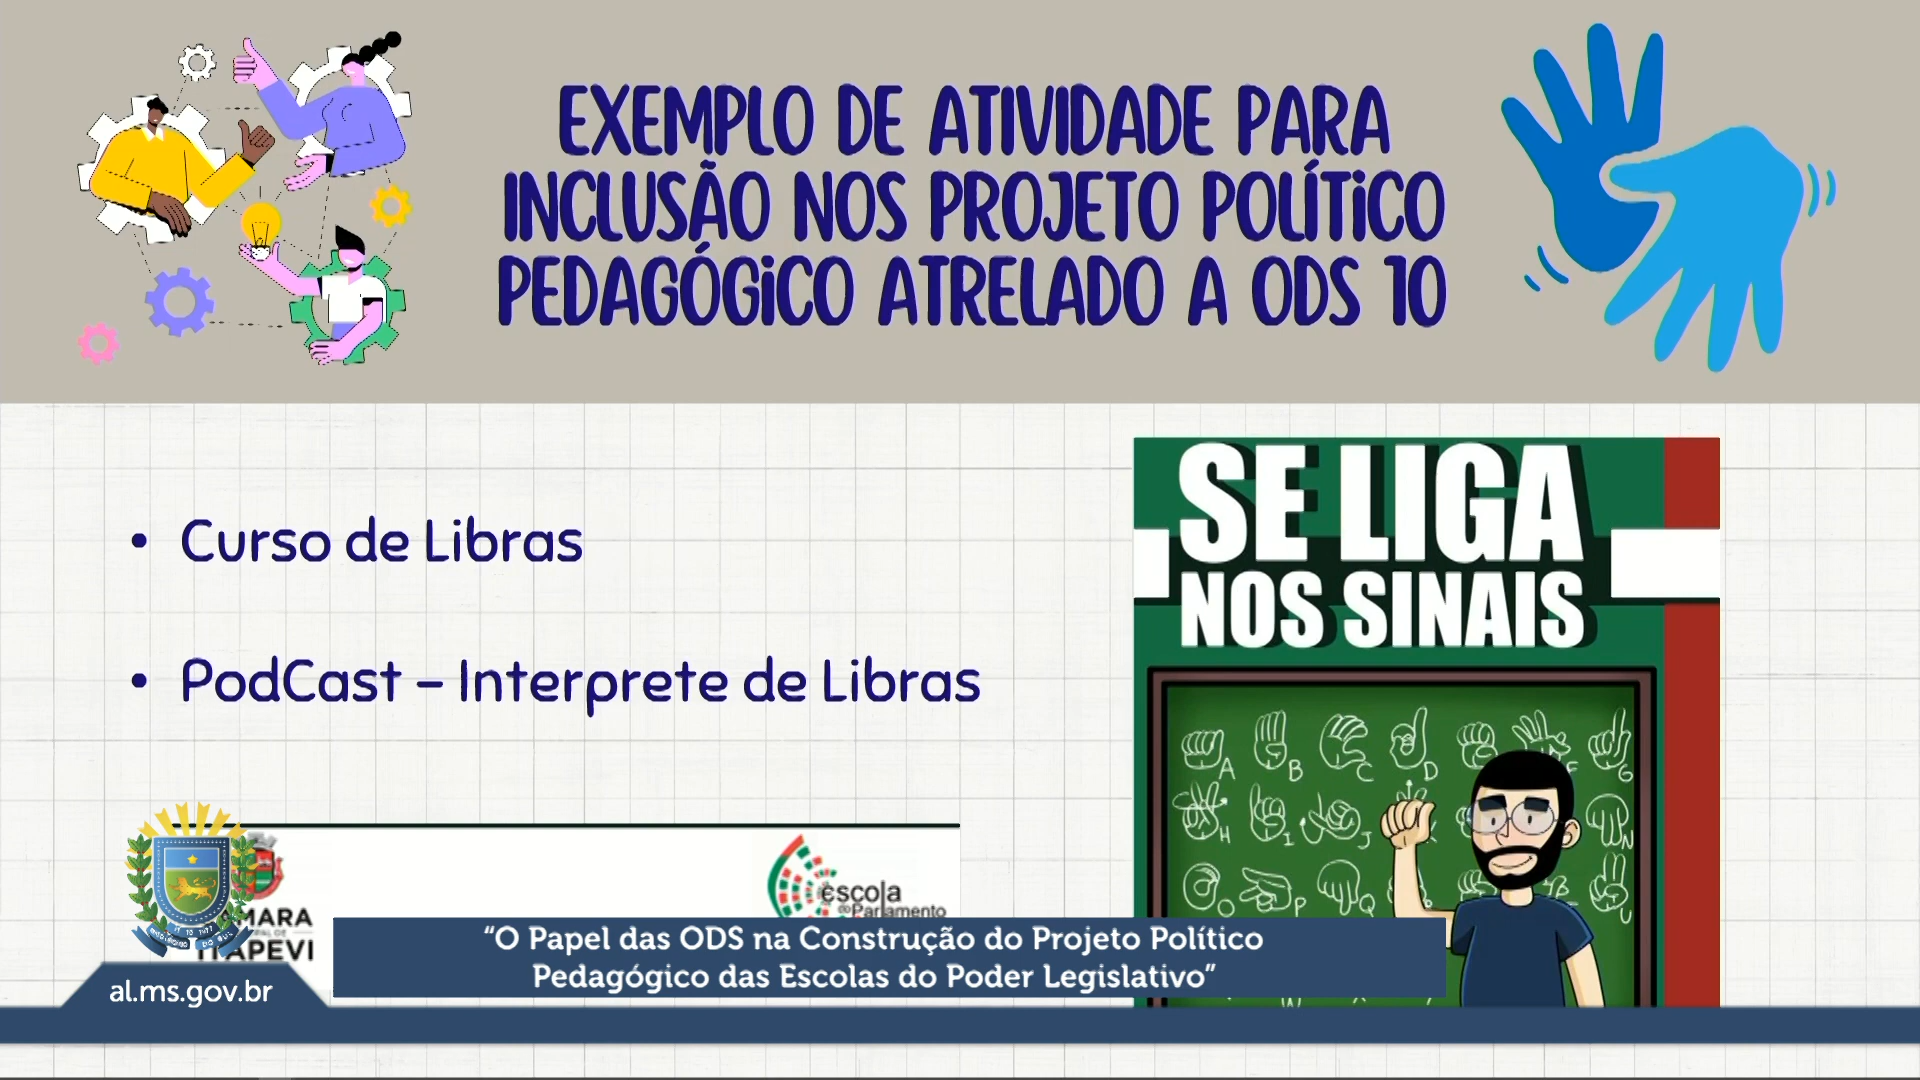 EXEMPLO DE ATIVIDADE PARA
INCLUSÃO NOS PROJETO POLÍTiCO
PEDAGÓGiCO ATRELADO A ODS 10
• Curso de Libras
• PodCast – Interprete de Libras
SE LIGA
NOS SINAIS
A B C D F G
H I J N
O P Q U
W
escola
do Parlamento
ITAPEVI
“O Papel das ODS na Construção do Projeto Político
Pedagógico das Escolas do Poder Legislativo”
al.ms.gov.br